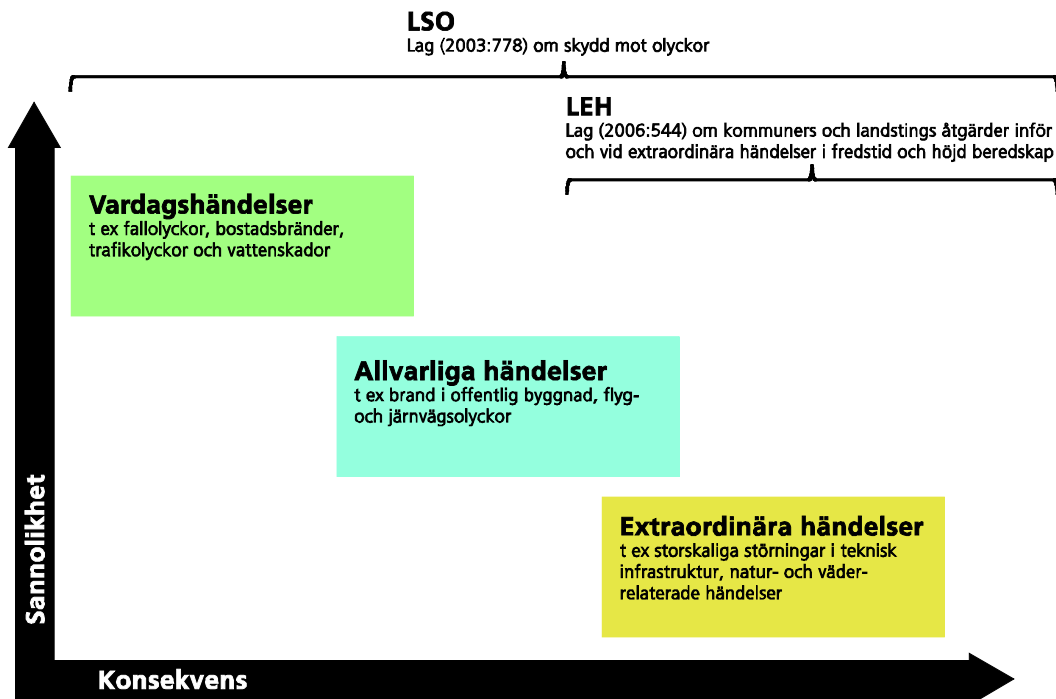 LSO
Lag (2003:778) om skydd mot olyckor
LEH
Lag (2006:544) om kommuners och landstings åtgärder inför
och vid extraordinära händelser i fredstid och höjd beredskap
Vardagshändelser
t ex fallolyckor, bostadsbränder,
trafikolyckor och vattenskador
Allvarliga händelser
t ex brand i offentlig byggnad, flyg-
och järnvägsolyckor
Extraordinära händelser
t ex storskaliga störningar i teknisk
infrastruktur, natur- och väder-
relaterade händelser
Sannolikhet
Konsekvens